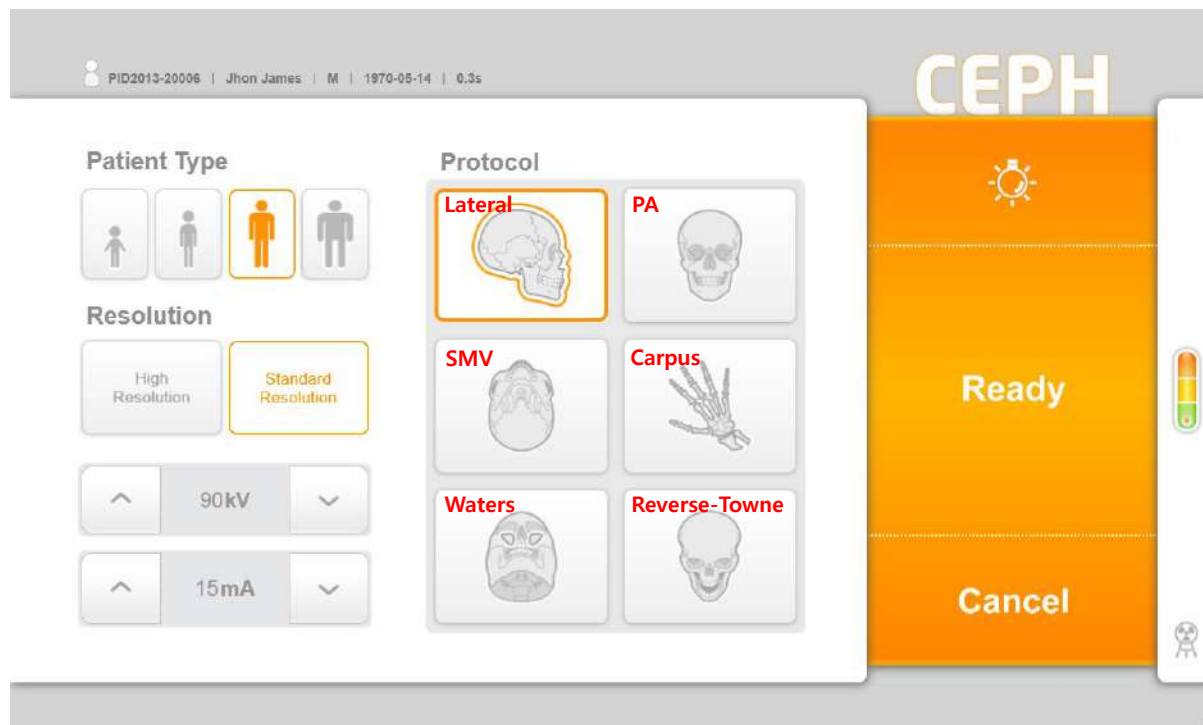 PID2013-20006 | Jhon James | M | 1970-05-14 | 0.3s
CEPH
Patient Type
Protocol
Lateral
PA
Resolution
High
Resolution
Standard
Resolution
SMV
Carpus
Ready
90kV
Waters
Reverse-Towne
15mA
Cancel